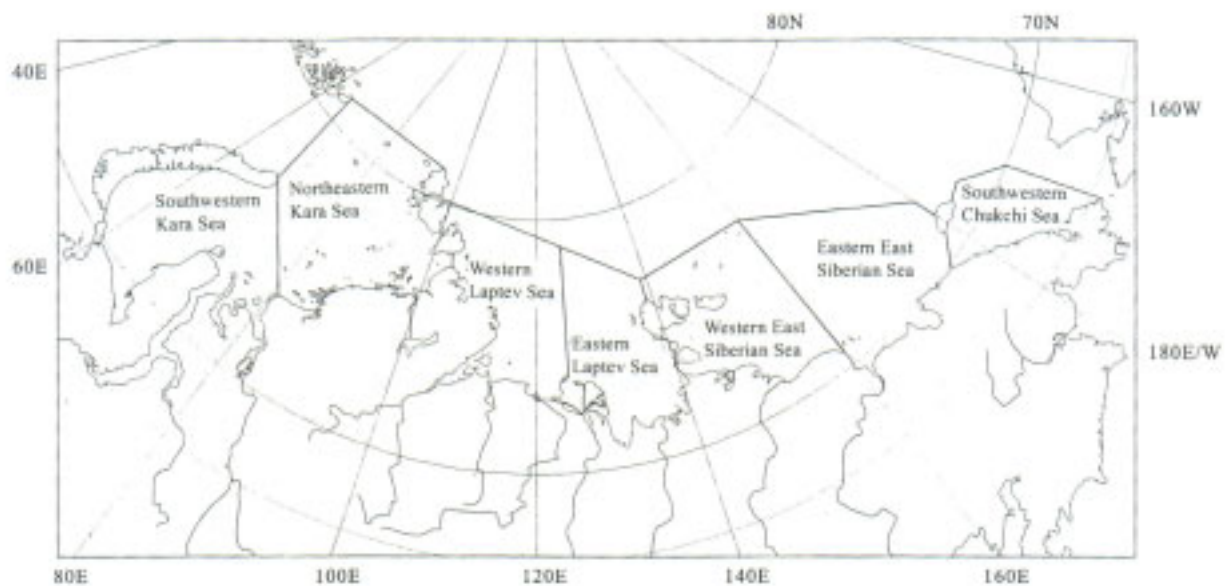 80N
70N
40E
160W
Southwestern
Kara Sea
Northeastern
Kara Sea
Southwestern
Chukchi Sea
60E
Western
Laptev Sea
Eastern East
Siberian Sea
Eastern
Laptev Sea
Western East
Siberian Sea
180E/W
80E
100E
120E
140E
160E